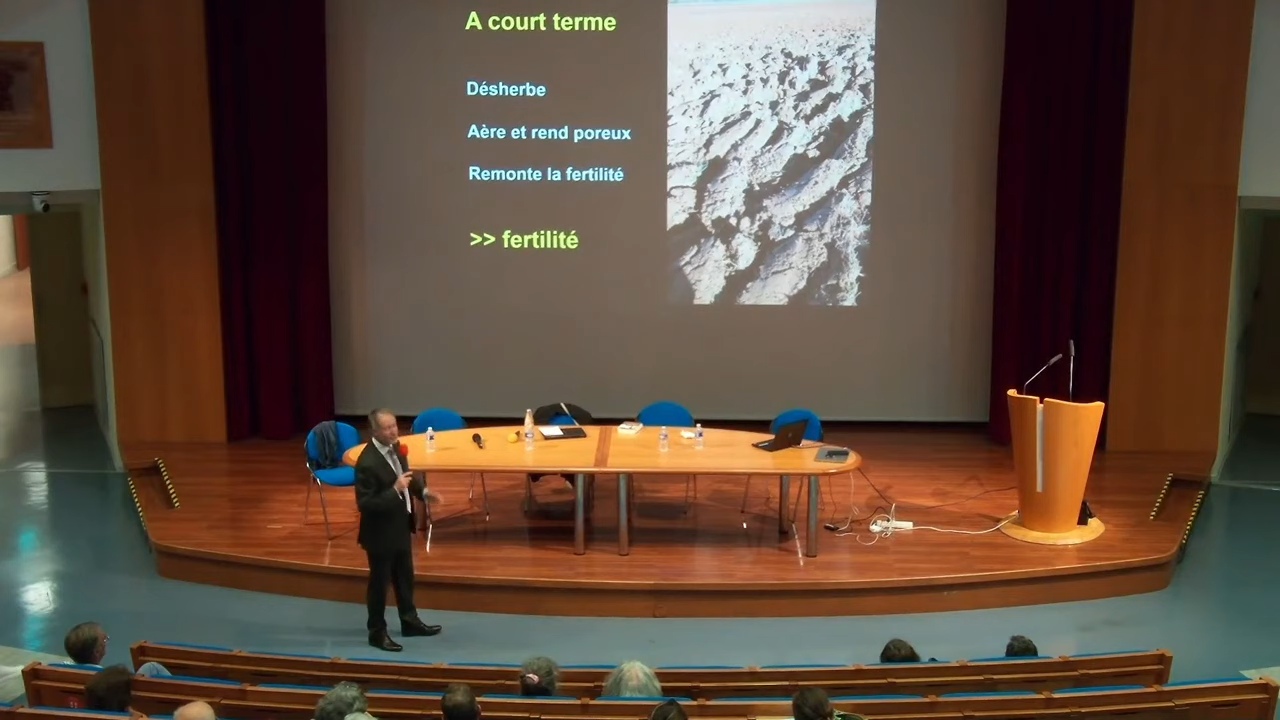 A court terme
Désherbe
Aère et rend poreux
Remonte la fertilité
>> fertilité